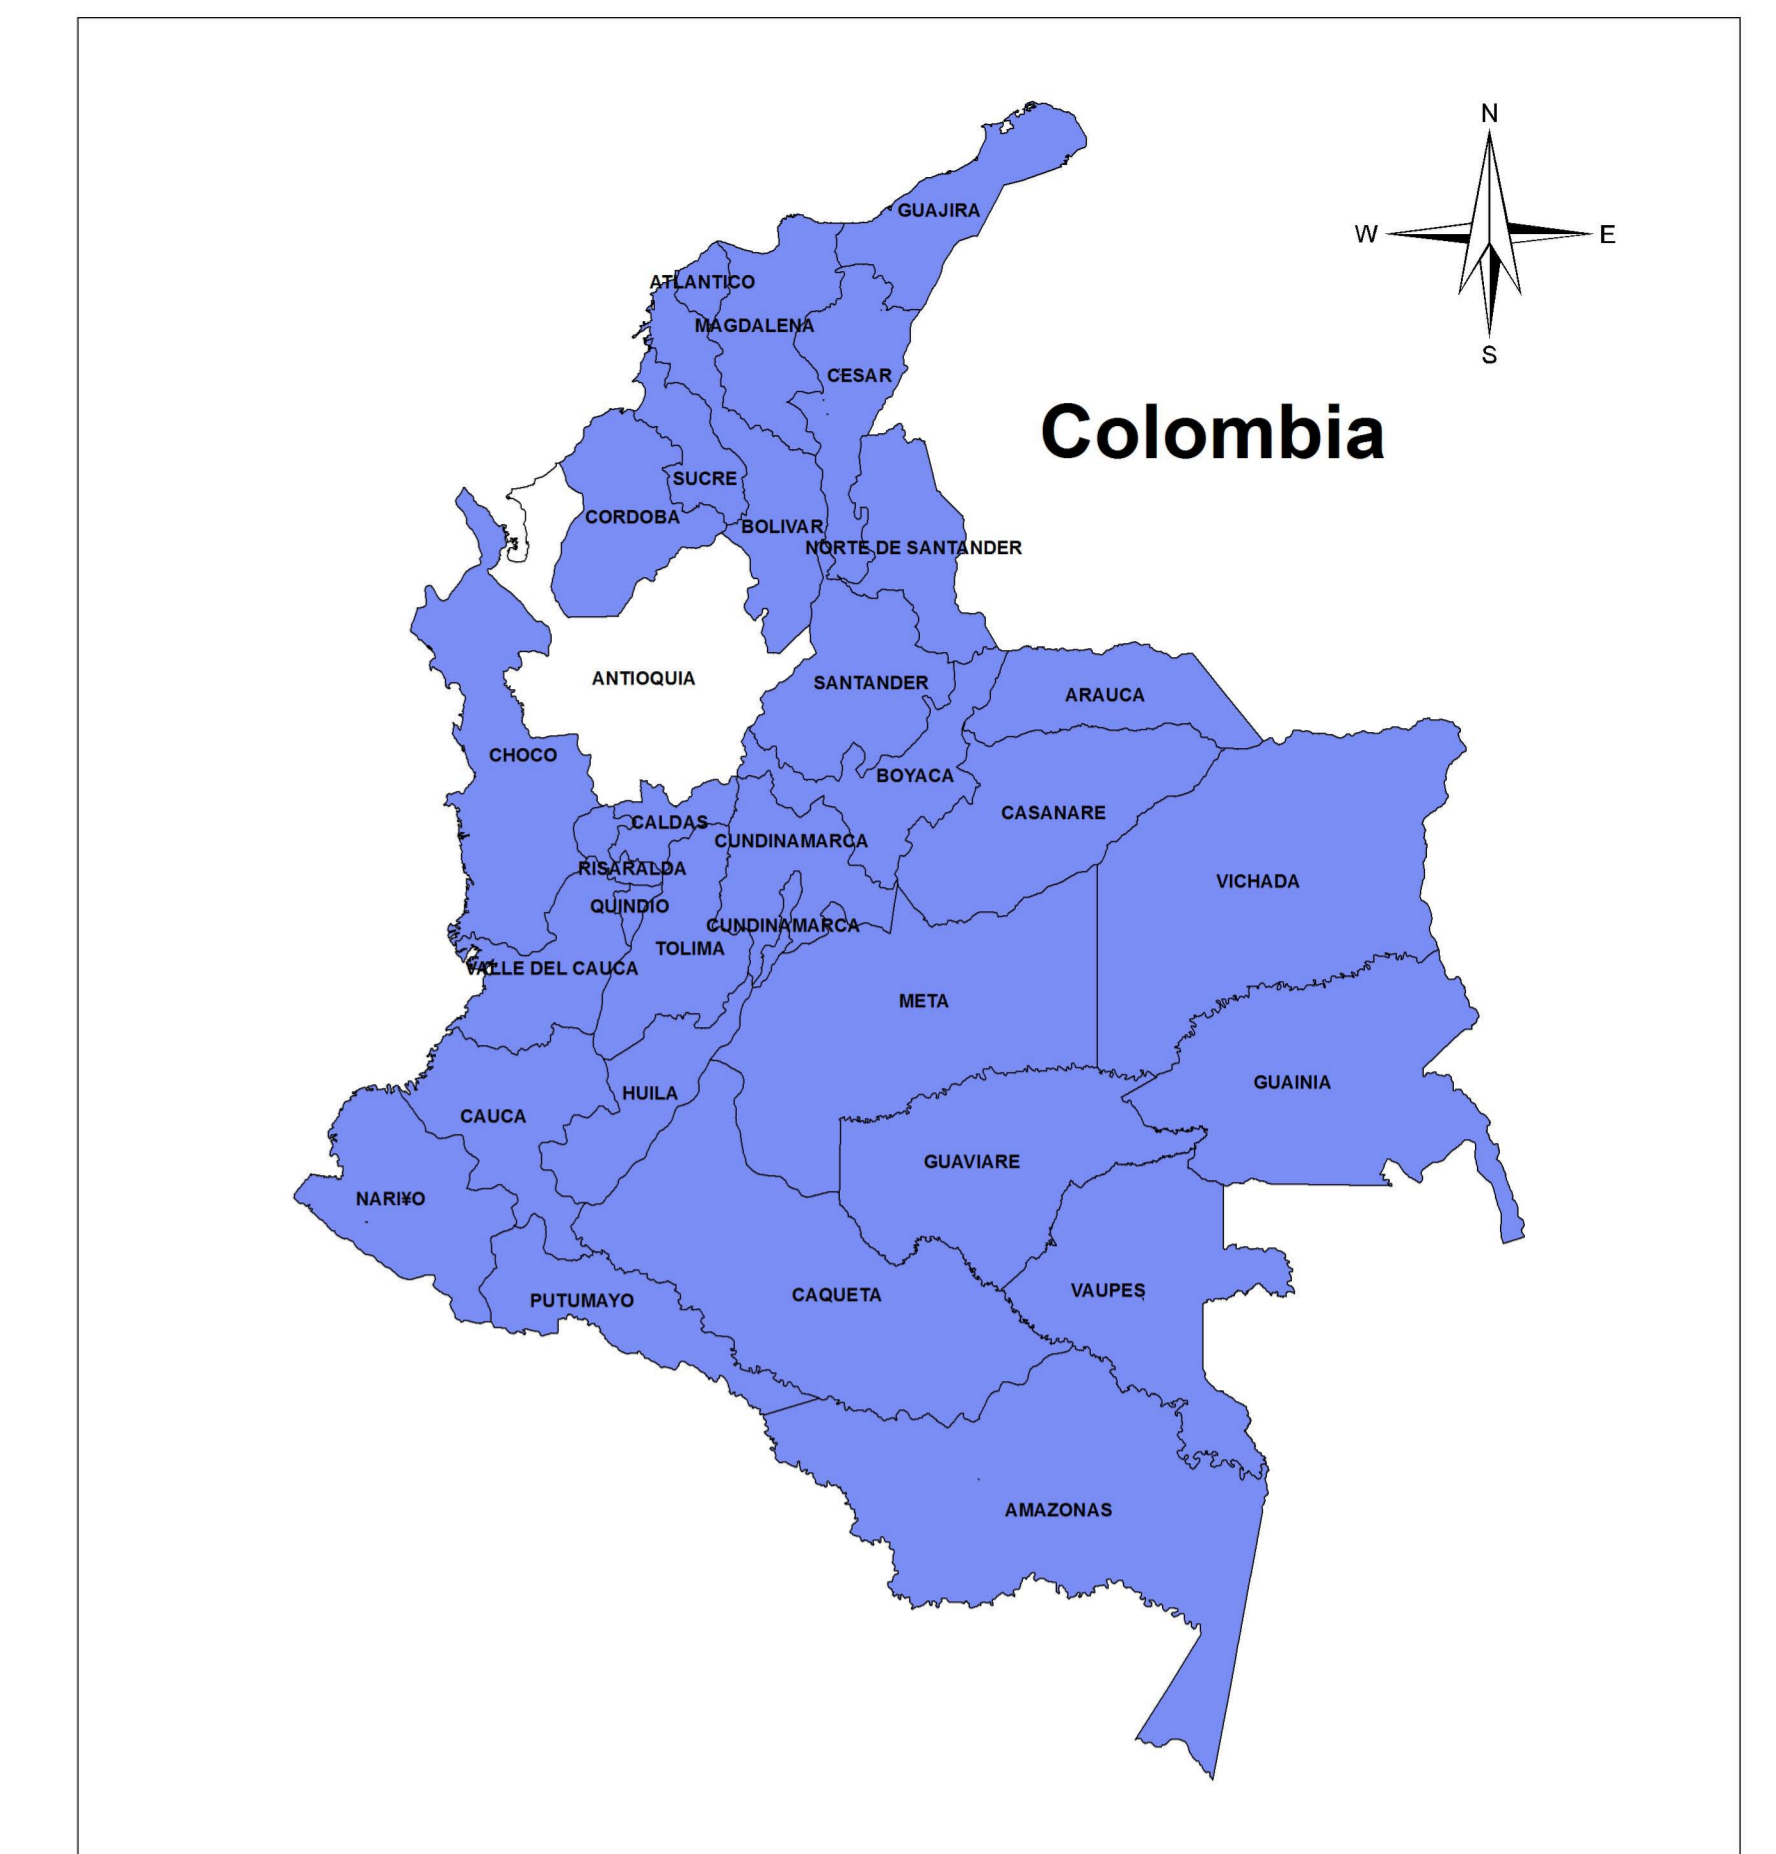 N
W
E
S
Colombia
GUAJIRA
ATLANTICO
MAGDALENA
CESAR
SUCRE
CORDOBA
BOLIVAR
NORTE DE SANTANDER
ANTIOQUIA
SANTANDER
ARAUCA
CHOCO
BOYACA
CASANARE
CALDAS
CUNDINAMARCA
RISARALDA
VICHADA
QUINDIO
CUNDINAMARCA
TOLIMA
VALLE DEL CAUCA
META
GUAINIA
HUILA
CAUCA
GUAVIARE
NARI¥O
VAUPES
CAQUETA
PUTUMAYO
AMAZONAS